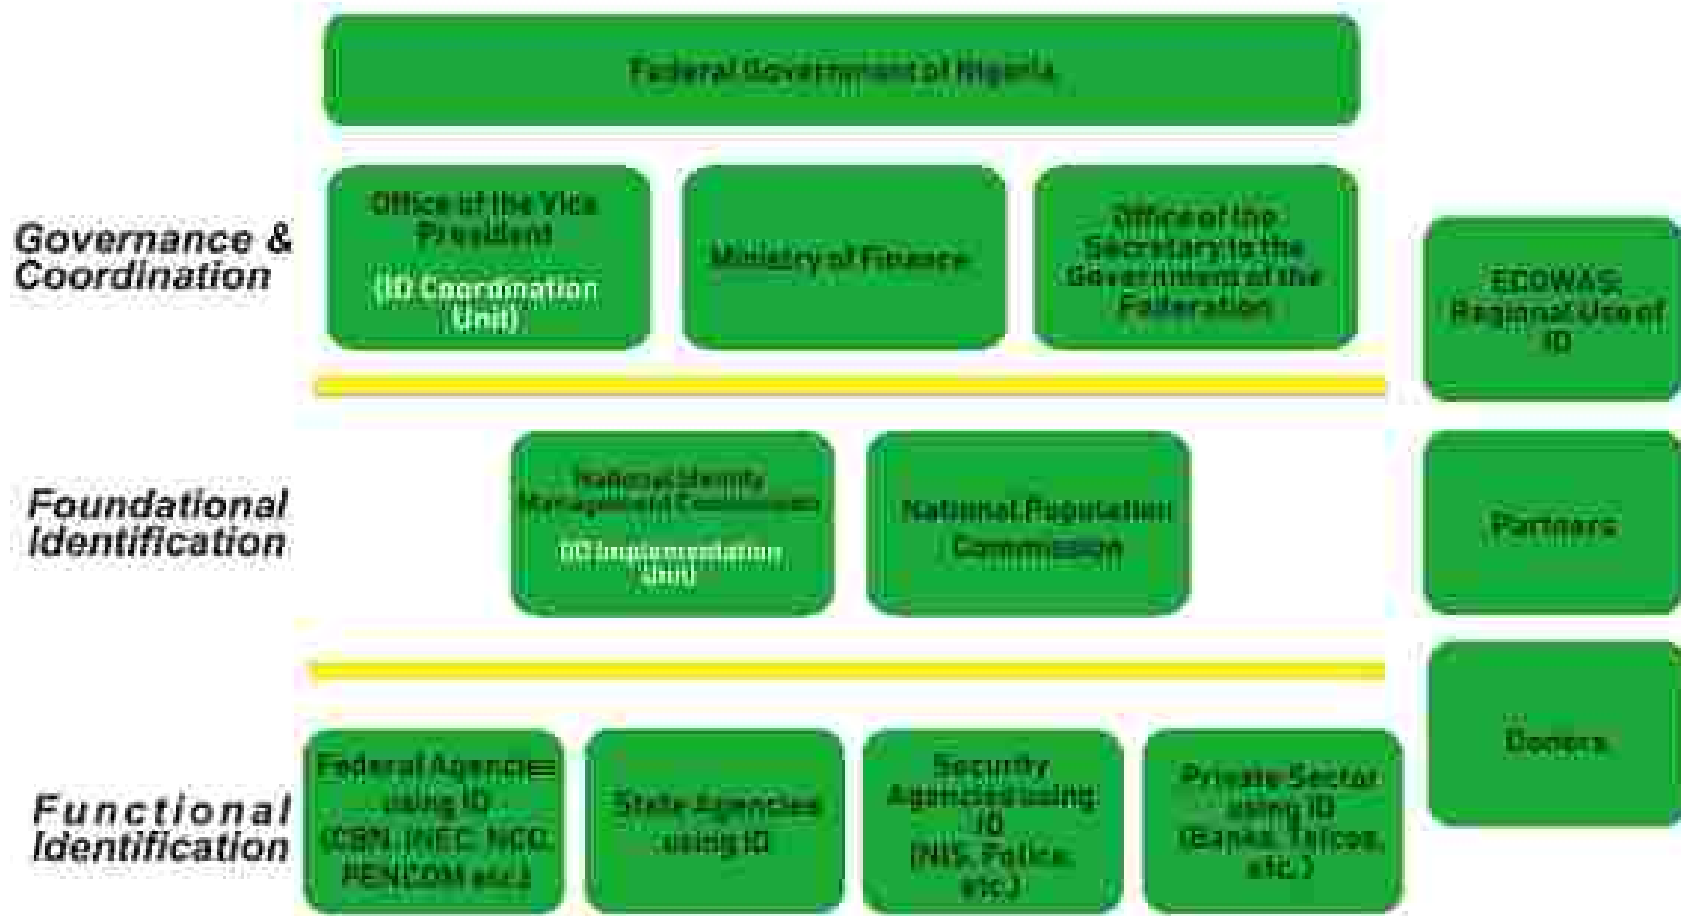 Federal Government of Nigeria
Governance &
Coordination
Office of the Vice
President
(ID Coordination
Unit)
Ministry of Finance
Office of the
Secretary to the
Government of the
Federation
ECOWAS:
Regional Use of
ID
Foundational
Identification
National Identity
Management Commission
(ID Implementation
Unit)
National Population
Commission
Partners
Donors
Functional
Identification
Federal Agencies
using ID
(CBN, INEC, NCC,
PENCOM etc.)
State Agencies
using ID
Security
Agencies using
ID
(NIS, Police,
etc.)
Private Sector
using ID
(Banks, Telcos,
etc.)